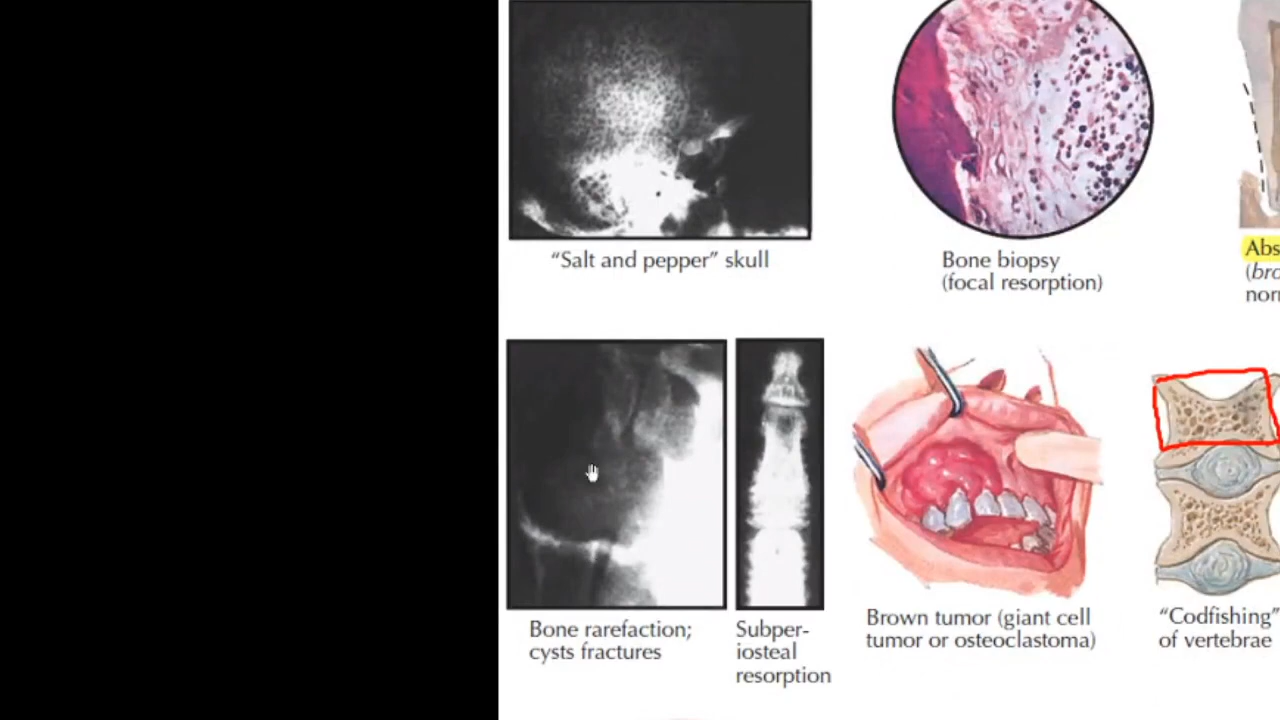 "Salt and pepper" skull
Bone biopsy
(focal resorption)
Abs
(bro
nor
Bone rarefaction;
cysts fractures
Subper-
iosteal
resorption
Brown tumor (giant cell
tumor or osteoclastoma)
"Codfishing"
of vertebrae